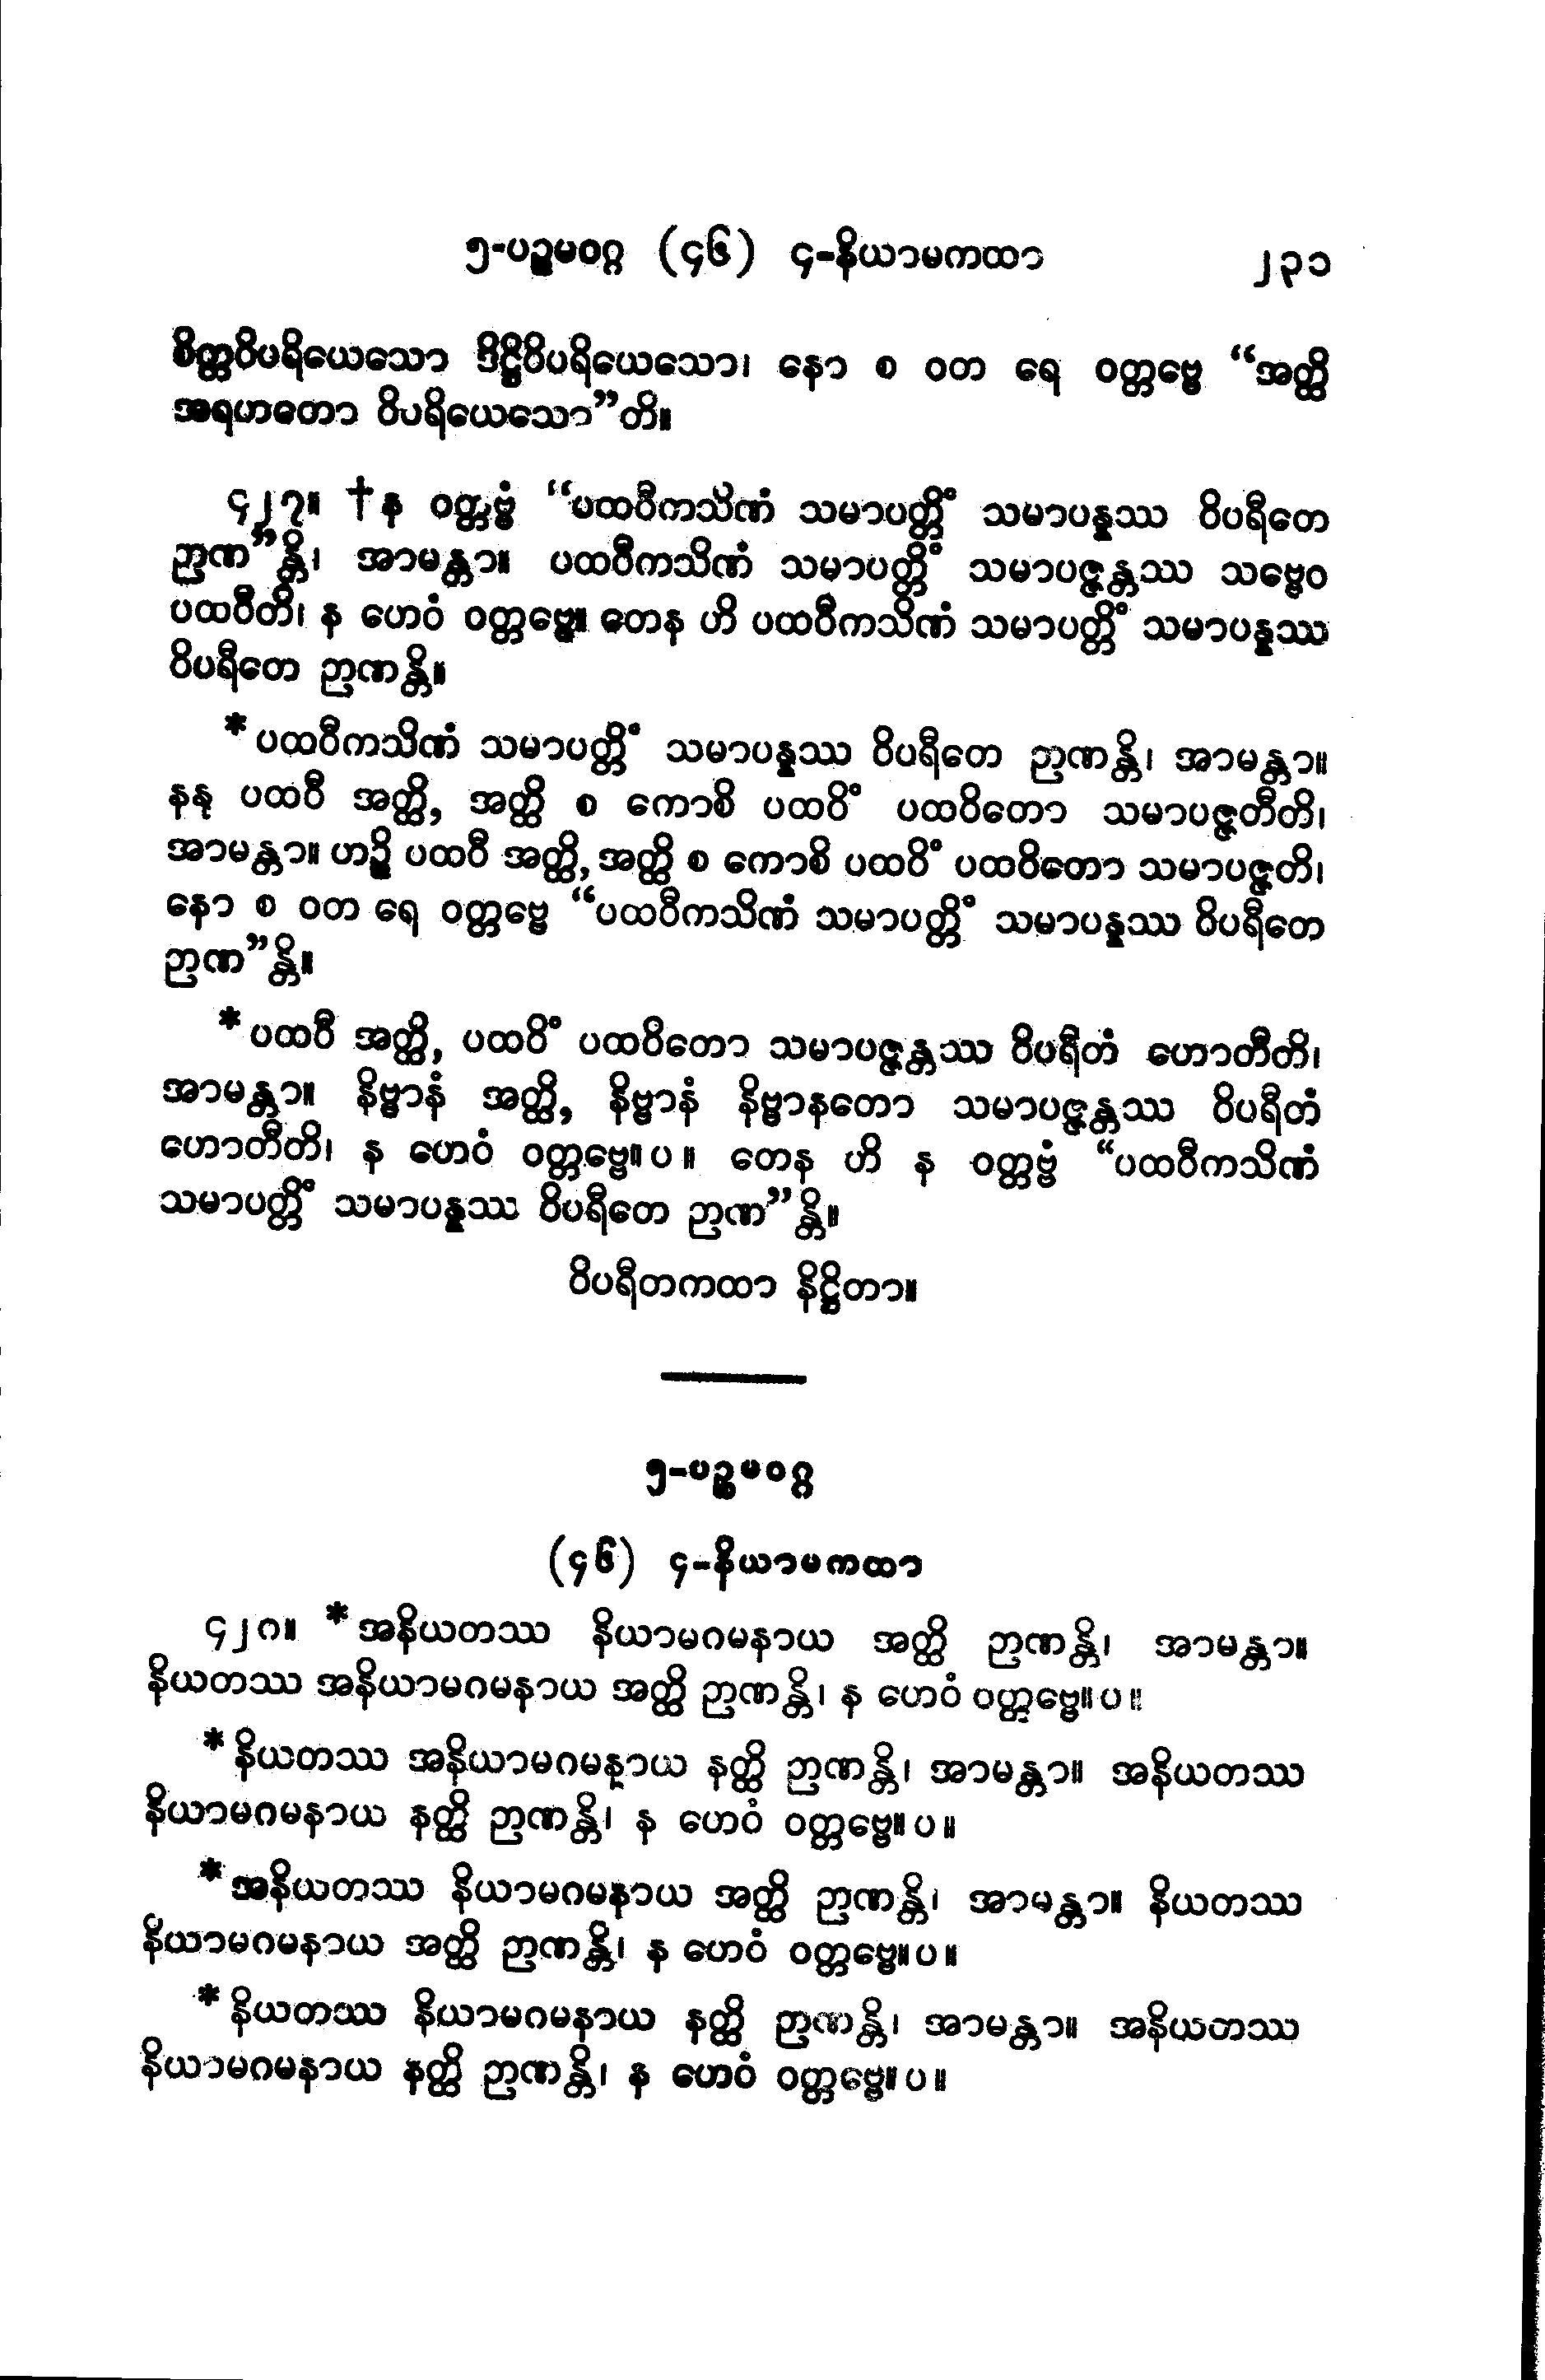 ၅-ပဉ္စမဝဂ္ဂ (၄၆) ၄-နိယာမကထာ ၂၃၁
စိတ္တဝိပရိယေသော ဒိဋ္ဌိဝိပရိယေသော၊ နော စ ဝတ ရေ ဝတ္တဗ္ဗေ “အတ္ထိ
အရဟတော ဝိပရိယေသော”တိ။
၄၂၇။ †န ဝတ္တဗ္ဗံ “ပထဝီကသိဏံ သမာပတ္တိံ သမာပန္နဿ ဝိပရီတေ
ဉာဏ”န္တိ၊ အာမန္တာ။ ပထဝီကသိဏံ သမာပတ္တိံ သမာပဇ္ဇန္တဿ သဗ္ဗေဝ
ပထဝီတိ၊ န ဟေဝံ ဝတ္တဗ္ဗေ။ တေန ဟိ ပထဝီကသိဏံ သမာပတ္တိံ သမာပန္နဿ
ဝိပရီတေ ဉာဏန္တိ။
*ပထဝီကသိဏံ သမာပတ္တိံ သမာပန္နဿ ဝိပရီတေ ဉာဏန္တိ၊ အာမန္တာ။
နနု ပထဝီ အတ္ထိ, အတ္ထိ စ ကောစိ ပထဝိံ ပထဝိတော သမာပဇ္ဇတီတိ၊
အာမန္တာ။ ဟဉ္စိ ပထဝီ အတ္ထိ, အတ္ထိ စ ကောစိ ပထဝိံ ပထဝိတော သမာပဇ္ဇတိ၊
နော စ ဝတ ရေ ဝတ္တဗ္ဗေ “ပထဝီကသိဏံ သမာပတ္တိံ သမာပန္နဿ ဝိပရီတေ
ဉာဏ”န္တိ။
*ပထဝီ အတ္ထိ, ပထဝိံ ပထဝိတော သမာပဇ္ဇန္တဿ ဝိပရီတံ ဟောတီတိ၊
အာမန္တာ။ နိဗ္ဗာနံ အတ္ထိ, နိဗ္ဗာနံ နိဗ္ဗာနတော သမာပဇ္ဇန္တဿ ဝိပရီတံ
ဟောတီတိ၊ န ဟေဝံ ဝတ္တဗ္ဗေ။ပ။ တေန ဟိ န ဝတ္တဗ္ဗံ “ပထဝီကသိဏံ
သမာပတ္တိံ သမာပန္နဿ ဝိပရီတေ ဉာဏ”န္တိ။
ဝိပရီတကထာ နိဋ္ဌိတာ။
၅-ပဉ္စမဝဂ္ဂ
(၄၆) ၄-နိယာမကထာ
၄၂၈။ *အနိယတဿ နိယာမဂမနာယ အတ္ထိ ဉာဏန္တိ၊ အာမန္တာ။
နိယတဿ အနိယာမဂမနာယ အတ္ထိ ဉာဏန္တိ၊ န ဟေဝံ ဝတ္တဗ္ဗေ။ပ။
*နိယတဿ အနိယာမဂမနာယ နတ္ထိ ဉာဏန္တိ၊ အာမန္တာ။ အနိယတဿ
နိယာမဂမနာယ နတ္ထိ ဉာဏန္တိ၊ န ဟေဝံ ဝတ္တဗ္ဗေ။ပ။
*အနိယတဿ နိယာမဂမနာယ အတ္ထိ ဉာဏန္တိ၊ အာမန္တာ။ နိယတဿ
နိယာမဂမနာယ အတ္ထိ ဉာဏန္တိ၊ န ဟေဝံ ဝတ္တဗ္ဗေ။ပ။
*နိယတဿ နိယာမဂမနာယ နတ္ထိ ဉာဏန္တိ၊ အာမန္တာ။ အနိယတဿ
နိယာမဂမနာယ နတ္ထိ ဉာဏန္တိ၊ န ဟေဝံ ဝတ္တဗ္ဗေ။ပ။